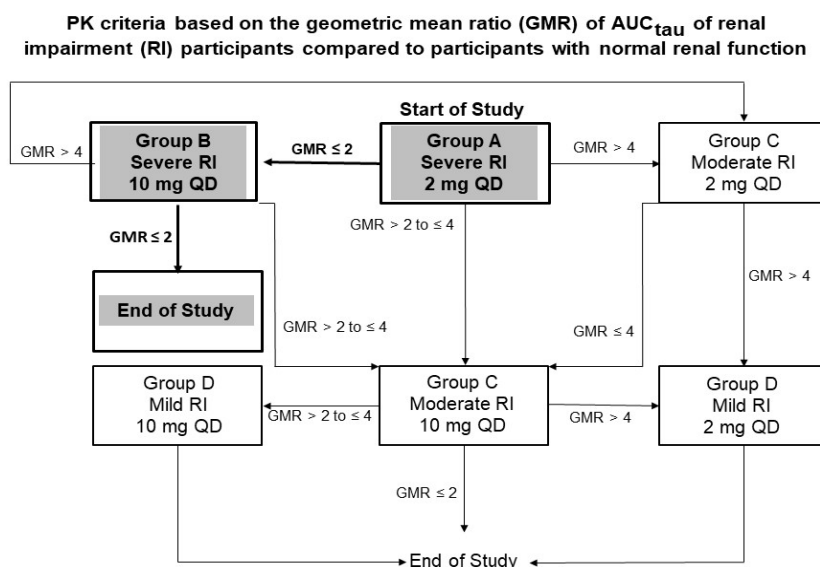 PK criteria based on the geometric mean ratio (GMR) of AUCtau of renal
impairment (RI) participants compared to participants with normal renal function
Start of Study
Group B
Severe RI
10 mg QD
Group A
Severe RI
2 mg QD
Group C
Moderate RI
2 mg QD
GMR > 4
GMR ≤ 2
GMR > 4
GMR ≤ 2
GMR > 2 to ≤ 4
GMR > 4
End of Study
GMR > 2 to ≤ 4
GMR ≤ 4
Group D
Mild RI
10 mg QD
Group C
Moderate RI
10 mg QD
Group D
Mild RI
2 mg QD
GMR > 2 to ≤ 4
GMR > 4
GMR ≤ 2
End of Study